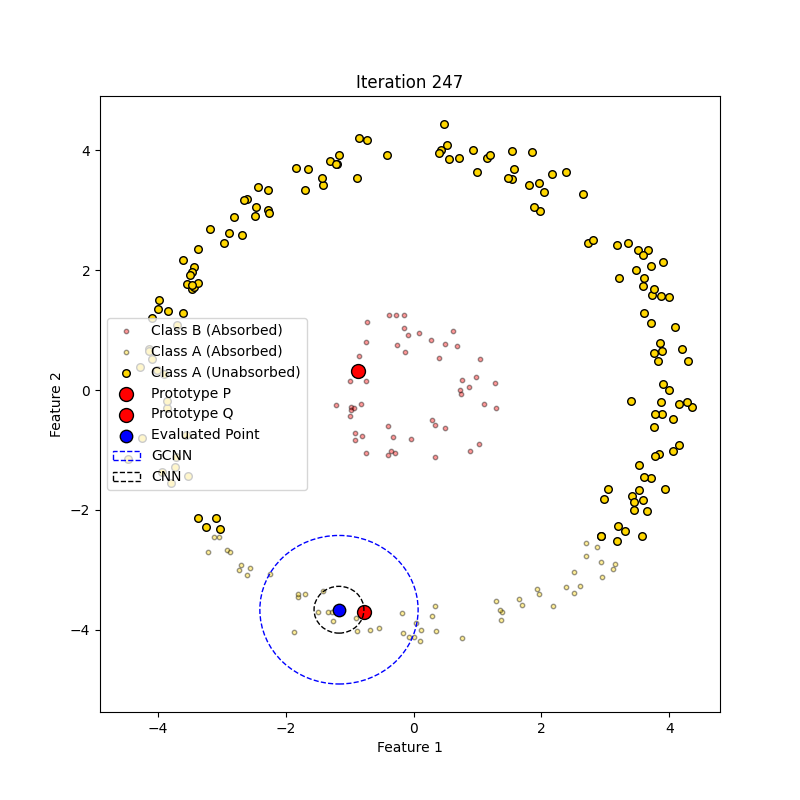 Iteration 247
4
2
0
−2
−4
Feature 2
Class B (Absorbed)
Class A (Absorbed)
Class A (Unabsorbed)
Prototype P
Prototype Q
Evaluated Point
GCNN
CNN
−4 −2 0 2 4
Feature 1